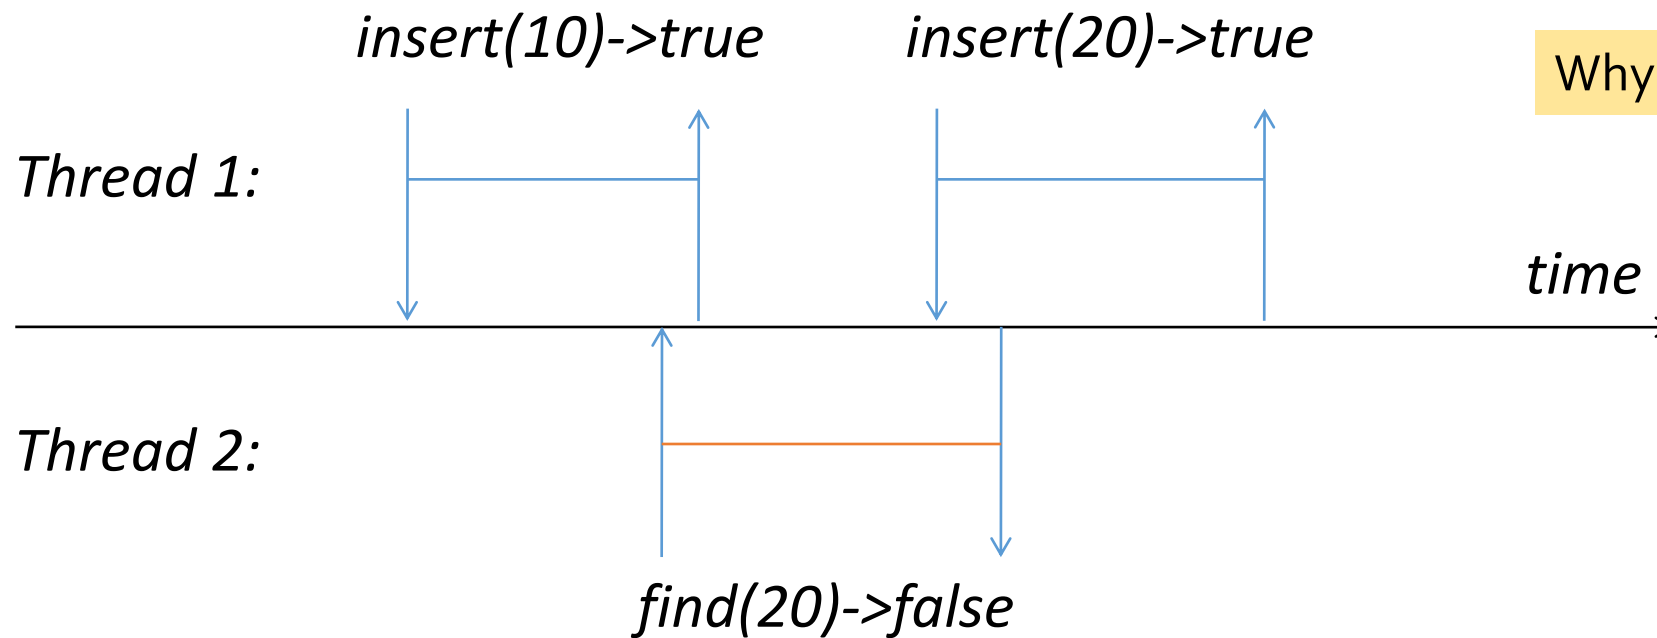 insert(10)->true
insert(20)->true
Why
Thread 1:
time
Thread 2:
find(20)->false